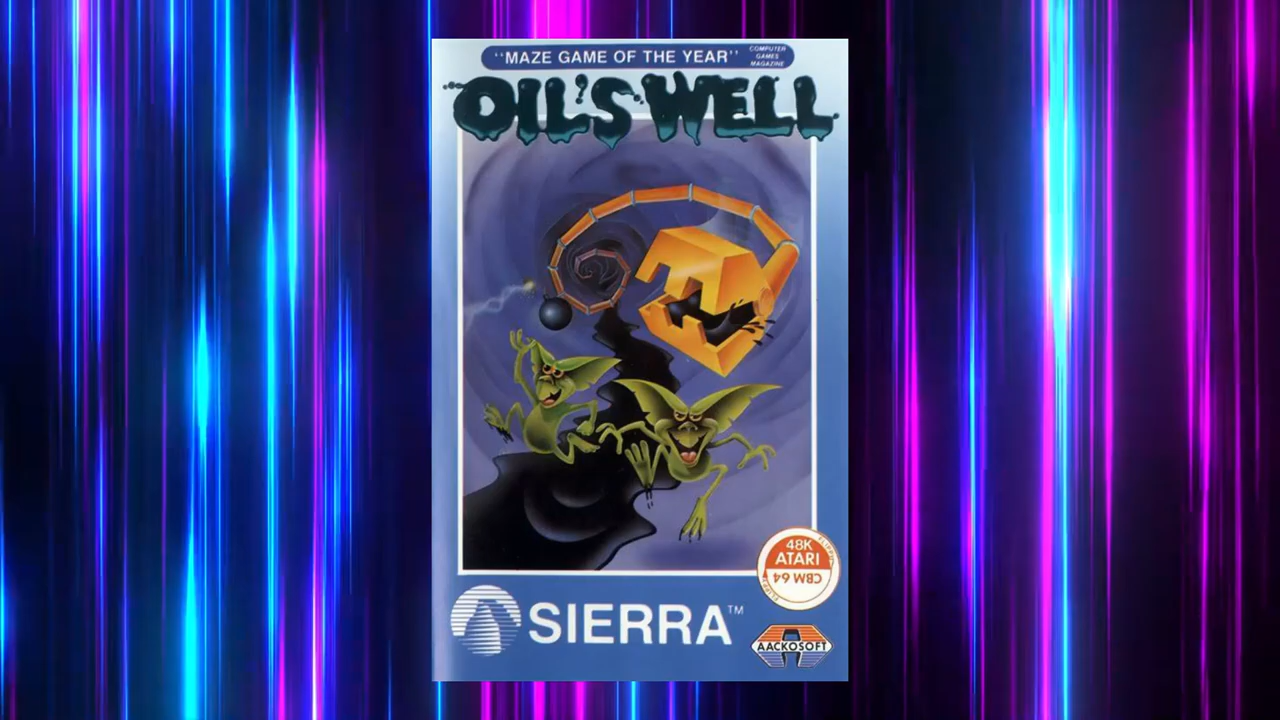 "MAZE GAME OF THE YEAR"
COMPUTER
GAMES
MAGAZINE
OIL'S WELL
48K
ATARI
CBM 64
SIERRA™
AACKOSOFT